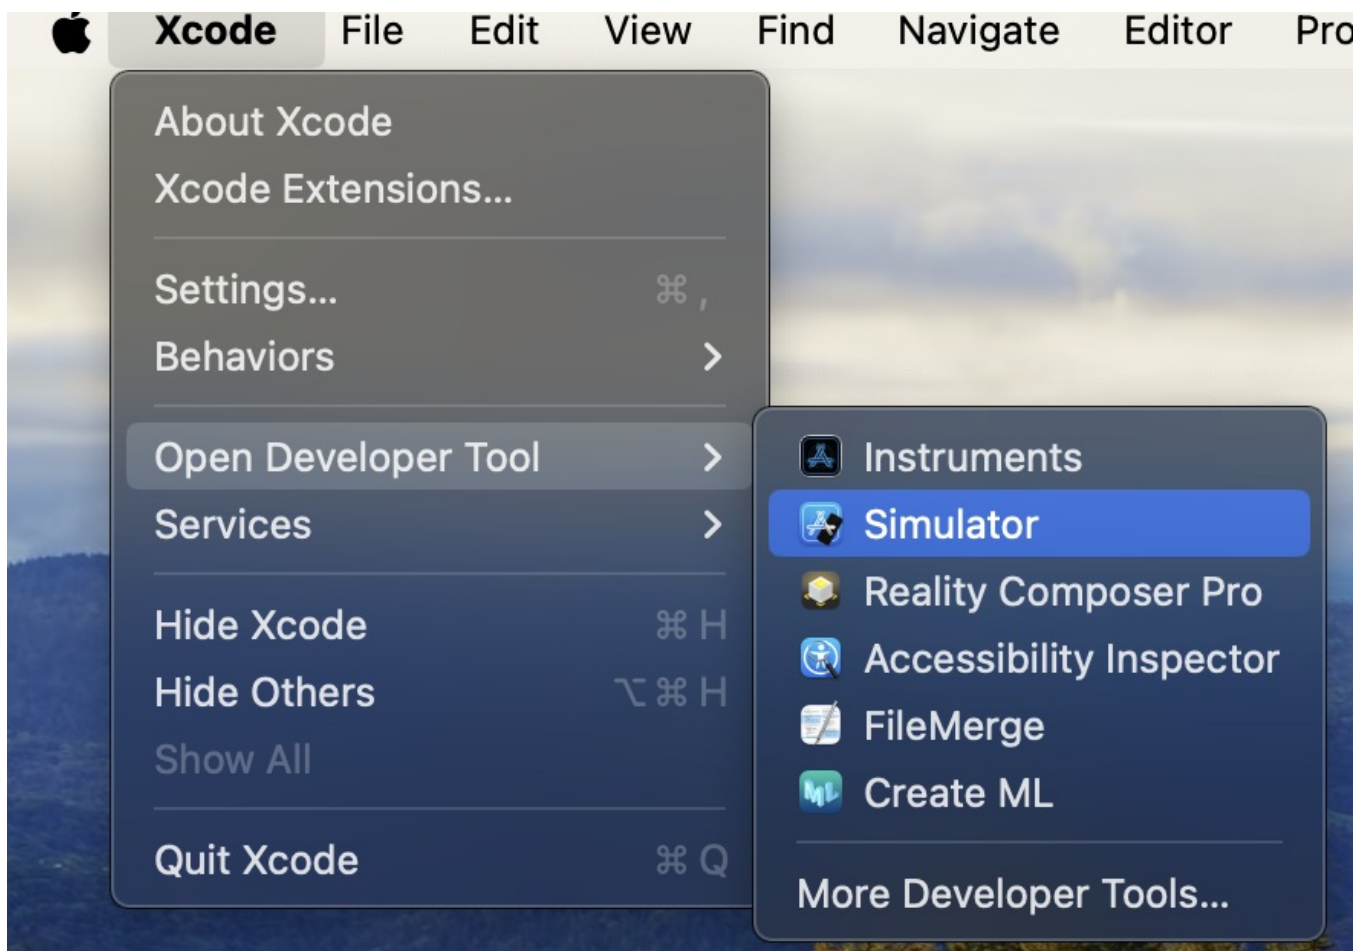 Xcode File Edit View Find Navigate Editor Pro
About Xcode
Xcode Extensions...
Settings... ⌘ ,
Behaviors
Open Developer Tool
Services
Hide Xcode ⌘ H
Hide Others ⌥ ⌘ H
Show All
Quit Xcode ⌘ Q
Instruments
Simulator
Reality Composer Pro
Accessibility Inspector
FileMerge
ML Create ML
More Developer Tools...